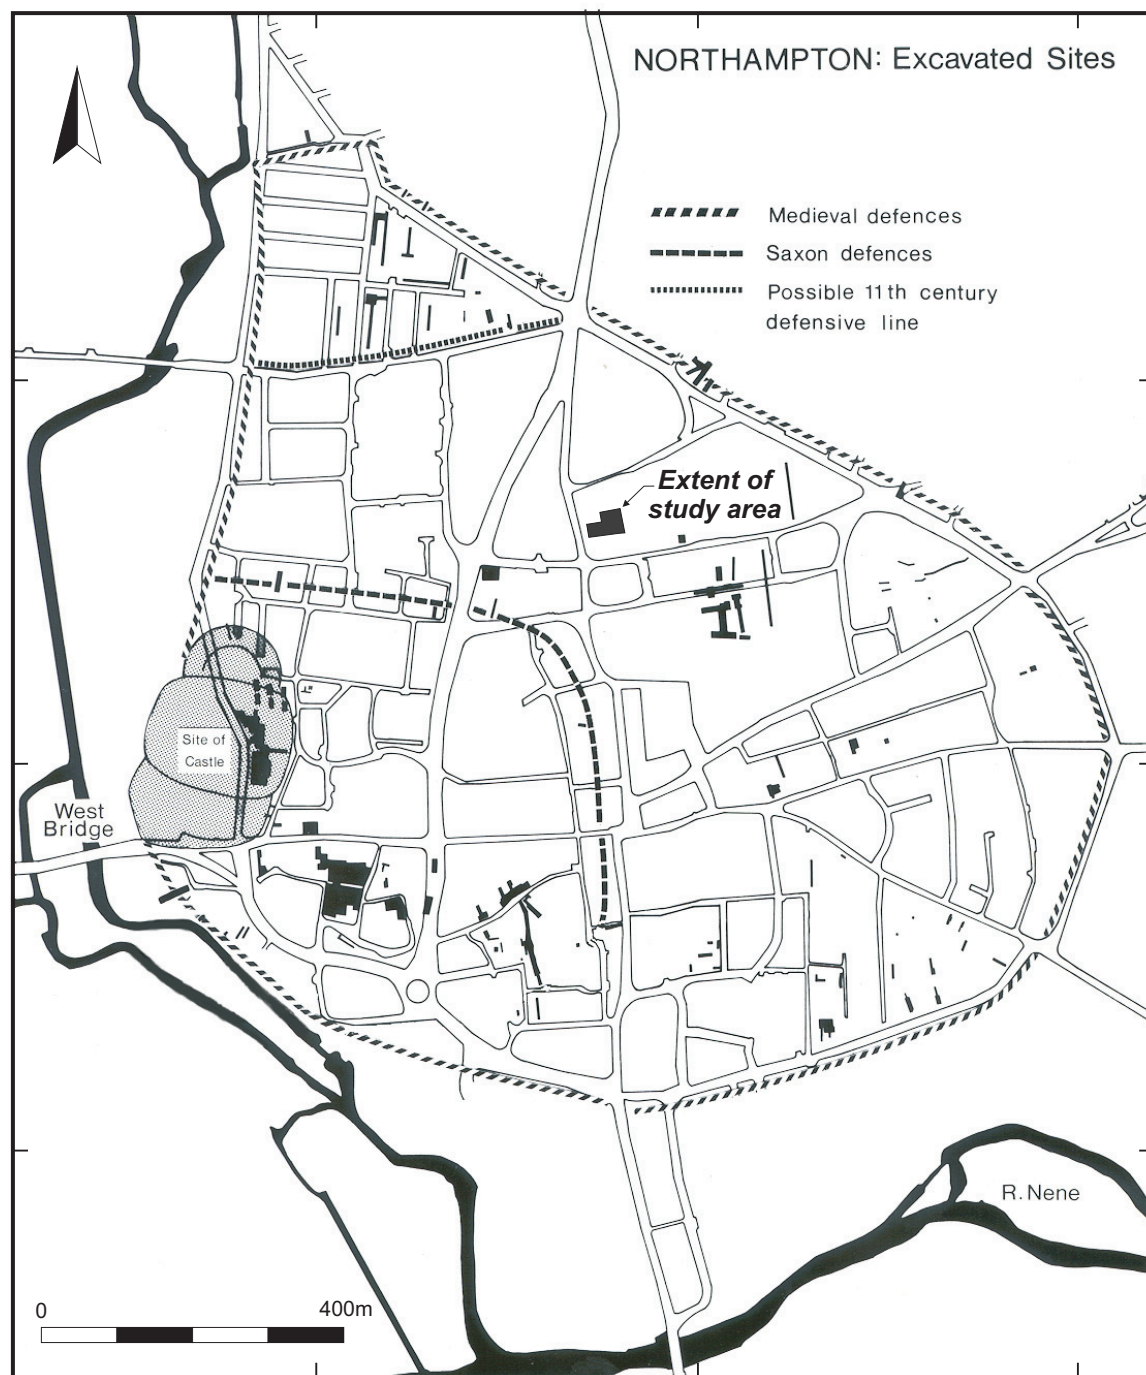 NORTHAMPTON: Excavated Sites
Medieval defences
Saxon defences
Possible 11th century
defensive line
Extent of
study area
Site of
Castle
West
Bridge
R. Nene
0
400m